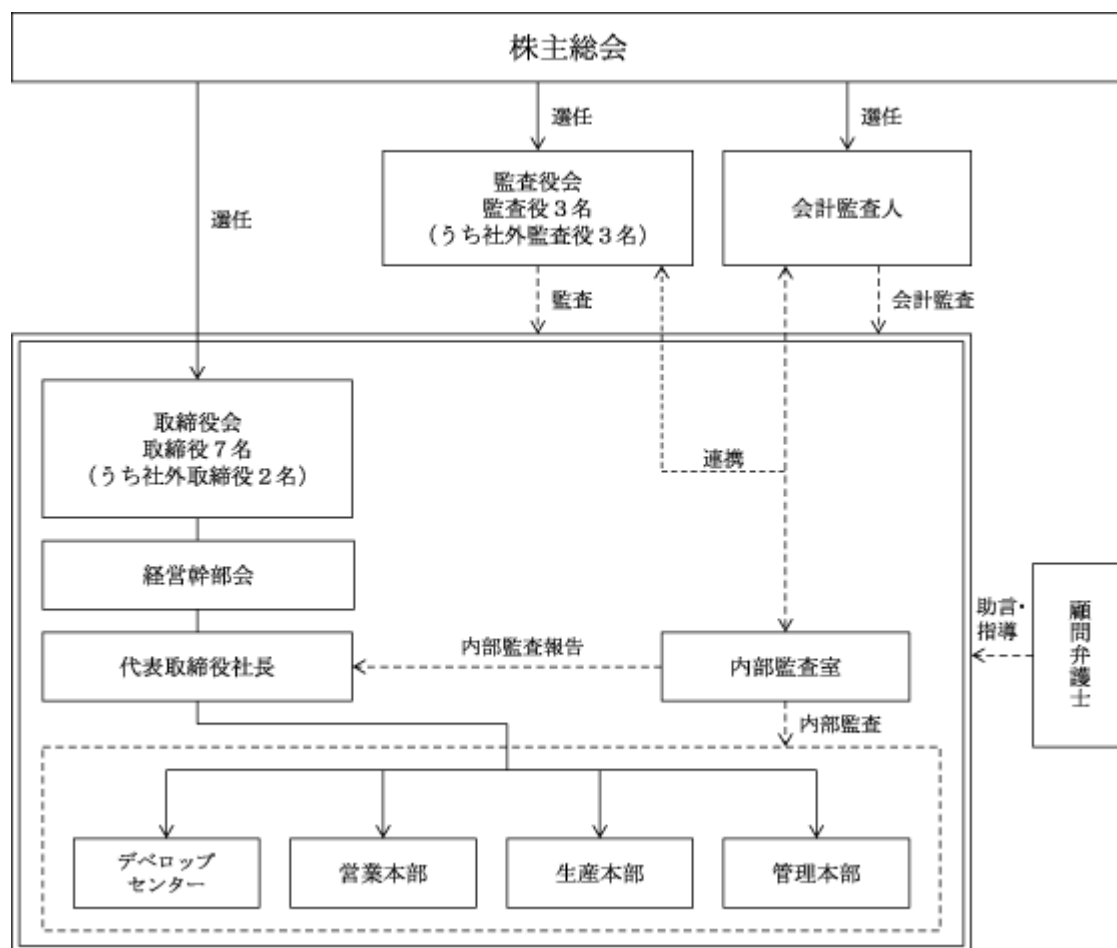 株主総会
選任
選任
選任
監査役会
監査役３名
（うち社外監査役３名）
会計監査人
監査
会計監査
取締役会
取締役７名
（うち社外取締役２名）
連携
経営幹部会
代表取締役社長
内部監査報告
内部監査室
助言・
指導
顧問弁護士
内部監査
デベロップ
センター
営業本部
生産本部
管理本部